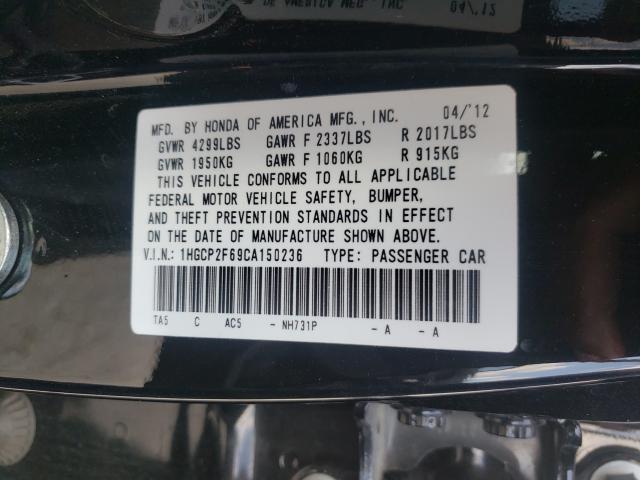 MFD. BY HONDA OF AMERICA MFG., INC. 04/'12
GVWR 4299LBS GAWR F 2337LBS R 2017LBS
GVWR 1950KG GAWR F 1060KG R 915KG
THIS VEHICLE CONFORMS TO ALL APPLICABLE
FEDERAL MOTOR VEHICLE SAFETY, BUMPER,
AND THEFT PREVENTION STANDARDS IN EFFECT
ON THE DATE OF MANUFACTURE SHOWN ABOVE.
V.I.N.: 1HGCP2F69CA150236 TYPE: PASSENGER CAR
TA5 C AC5 - NH731P - A - A